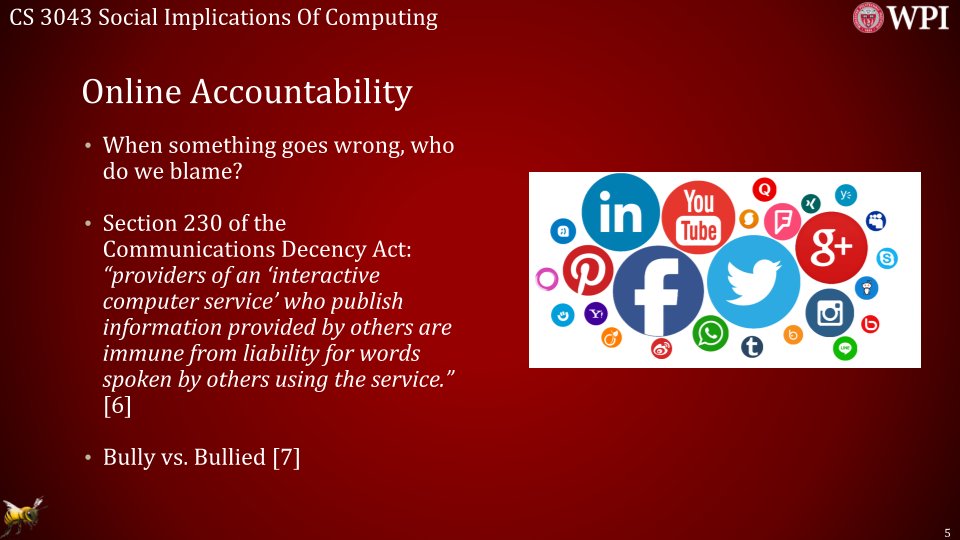 CS 3043 Social Implications Of Computing
WPI
Online Accountability
• When something goes wrong, who
do we blame?
• Section 230 of the
Communications Decency Act:
“providers of an ‘interactive
computer service’ who publish
information provided by others are
immune from liability for words
spoken by others using the service.”
[6]
• Bully vs. Bullied [7]
in
You
Tube
Q
g+
Y!
t
LINE
5